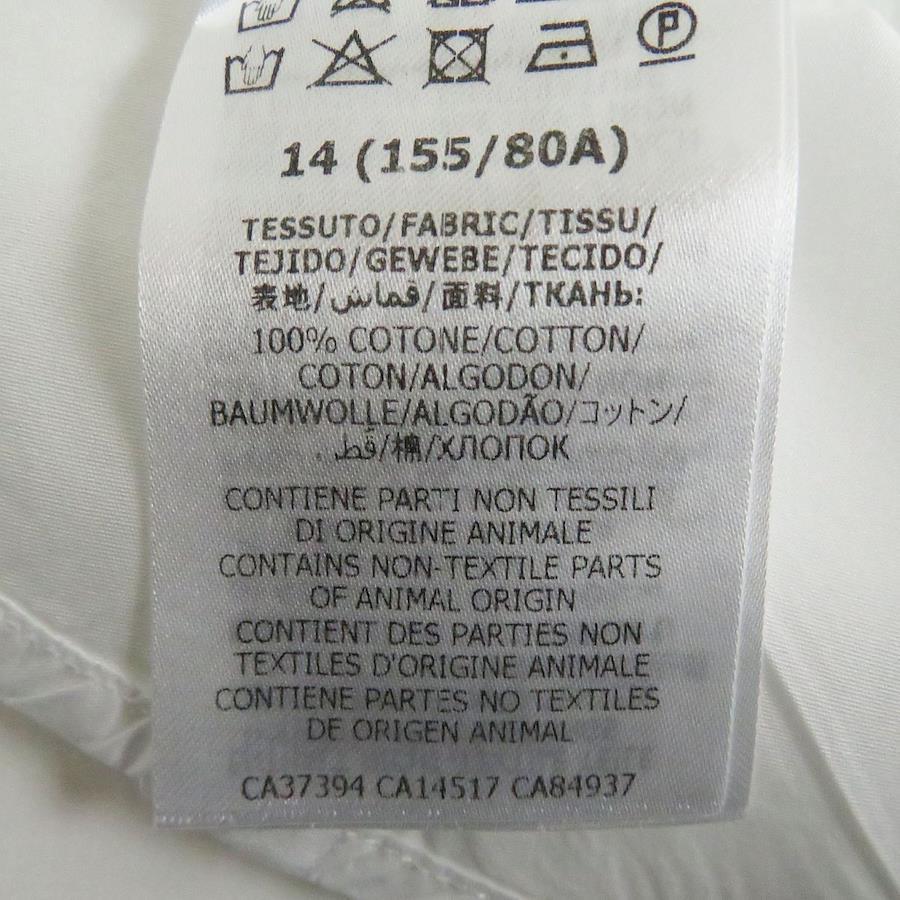 P
14 (155/80A)
TESSUTO/FABRIC/TISSU/
TEJIDO/GEWEBE/TECIDO/
表地/قماش/面料/ТКАНЬ:
100% COTONE/COTTON/
COTON/ALGODON/
BAUMWOLLE/ALGODÃO/コットン/
قطن/棉/ХЛОПОК
CONTIENE PARTI NON TESSILI
DI ORIGINE ANIMALE
CONTAINS NON-TEXTILE PARTS
OF ANIMAL ORIGIN
CONTIENT DES PARTIES NON
TEXTILES D'ORIGINE ANIMALE
CONTIENE PARTES NO TEXTILES
DE ORIGEN ANIMAL
CA37394 CA14517 CA84937